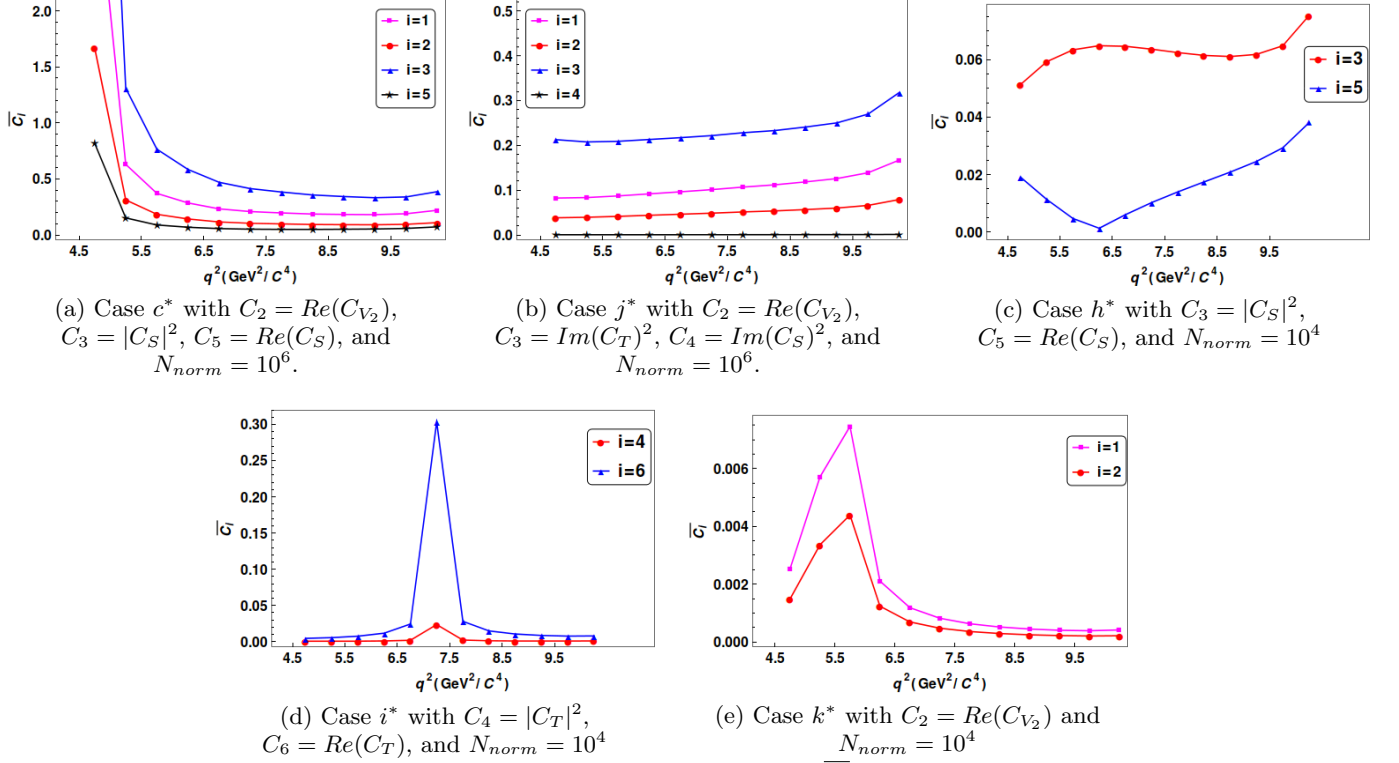 2.0
1.5
1.0
0.5
0.0
4.5 5.5 6.5 7.5 8.5 9.5
C̅ᵢ
q²(GeV²/C⁴)
i=1
i=2
i=3
i=5
(a) Case c* with C₂ = Re(C_{V₂}),
C₃ = |C_S|², C₅ = Re(C_S), and
N_{norm} = 10⁶.
0.5
0.4
0.3
0.2
0.1
0.0
4.5 5.5 6.5 7.5 8.5 9.5
C̅ᵢ
q²(GeV²/C⁴)
i=1
i=2
i=3
i=4
(b) Case j* with C₂ = Re(C_{V₂}),
C₃ = Im(C_T)², C₄ = Im(C_S)², and
N_{norm} = 10⁶.
0.06
0.04
0.02
0.00
4.5 5.5 6.5 7.5 8.5 9.5
C̅ᵢ
q²(GeV²/C⁴)
i=3
i=5
(c) Case h* with C₃ = |C_S|²,
C₅ = Re(C_S), and N_{norm} = 10⁴
0.30
0.25
0.20
0.15
0.10
0.05
0.00
4.5 5.5 6.5 7.5 8.5 9.5
C̅ᵢ
q²(GeV²/C⁴)
i=4
i=6
(d) Case i* with C₄ = |C_T|²,
C₆ = Re(C_T), and N_{norm} = 10⁴
0.006
0.004
0.002
0.000
4.5 5.5 6.5 7.5 8.5 9.5
C̅ᵢ
q²(GeV²/C⁴)
i=1
i=2
(e) Case k* with C₂ = Re(C_{V₂}) and
N_{norm} = 10⁴